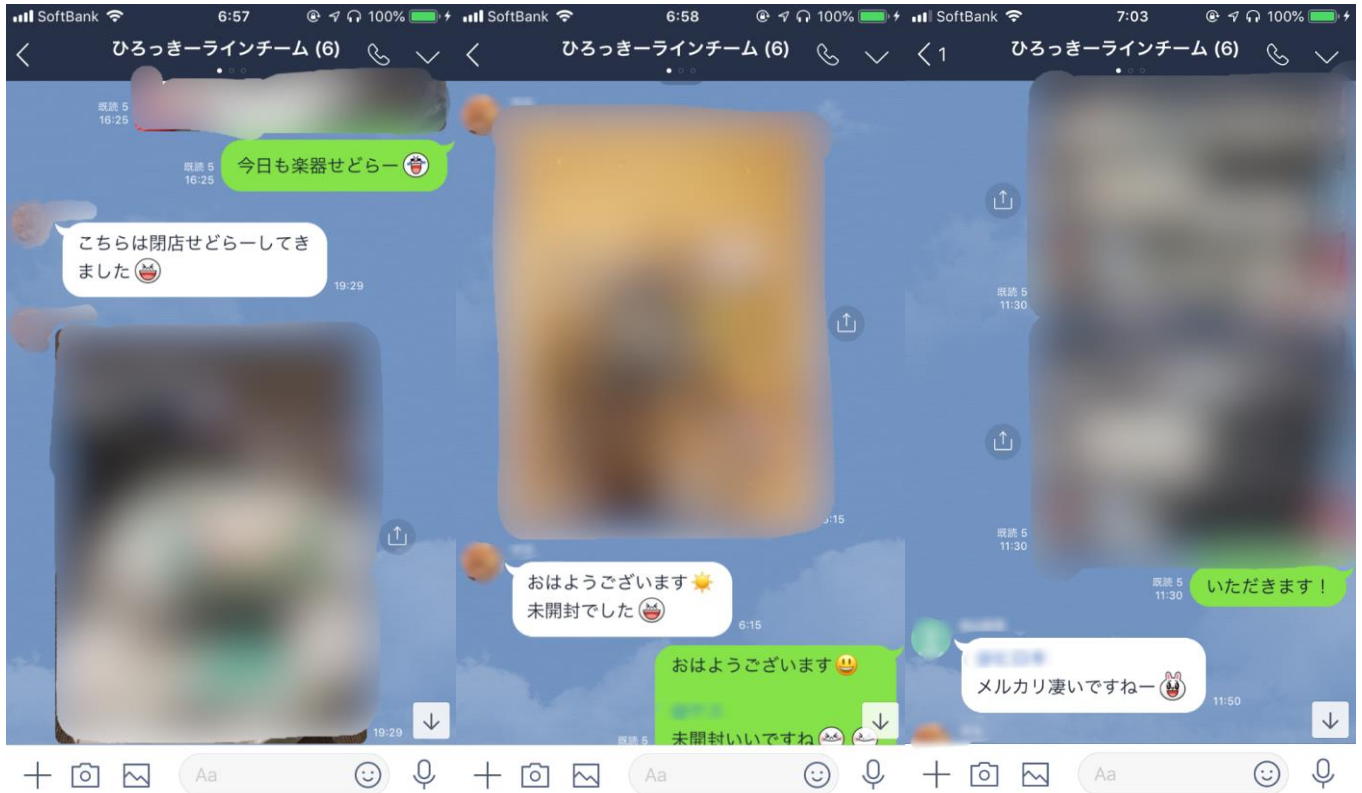 SoftBank 6:57 100%
ひろっきーラインチーム (6)
既読 5
16:25
今日も楽器せどらー
既読 5
16:25
こちらは閉店せどらーしてき
ました
19:29
19:29
Aa
SoftBank 6:58 100%
ひろっきーラインチーム (6)
:15
おはようございます☀️
未開封でした
6:15
おはようございます😃
既読 5
未開封いいですね
Aa
SoftBank 7:03 100%
1
ひろっきーラインチーム (6)
既読 5
11:30
既読 5
11:30
既読 5
11:30
いただきます！
メルカリ凄いですねー
11:50
Aa